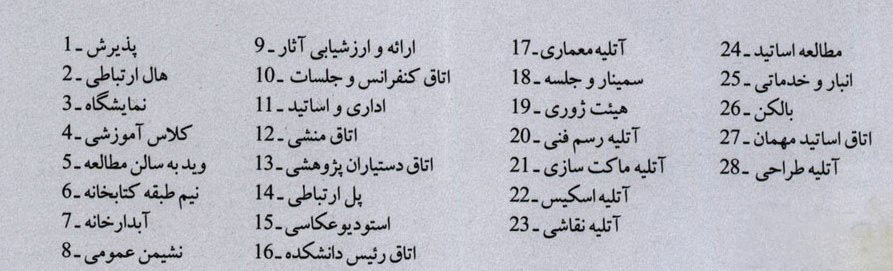 1 ـ پذیرش
2 ـ هال ارتباطی
3 ـ نمایشگاه
4 ـ کلاس آموزشی
5 ـ وید به سالن مطالعه
6 ـ نیم طبقه کتابخانه
7 ـ آبدارخانه
8 ـ نشیمن عمومی
9 ـ ارائه و ارزشیابی آثار
10 ـ اتاق کنفرانس و جلسات
11 ـ اداری و اساتید
12 ـ اتاق منشی
13 ـ اتاق دستیاران پژوهشی
14 ـ پل ارتباطی
15 ـ استودیو عکاسی
16 ـ اتاق رئیس دانشکده
17 ـ آتلیه معماری
18 ـ سمینار و جلسه
19 ـ هیئت ژوری
20 ـ آتلیه رسم فنی
21 ـ آتلیه ماکت سازی
22 ـ آتلیه اسکیس
23 ـ آتلیه نقاشی
24 ـ مطالعه اساتید
25 ـ انبار و خدماتی
26 ـ بالکن
27 ـ اتاق اساتید مهمان
28 ـ آتلیه طراحی